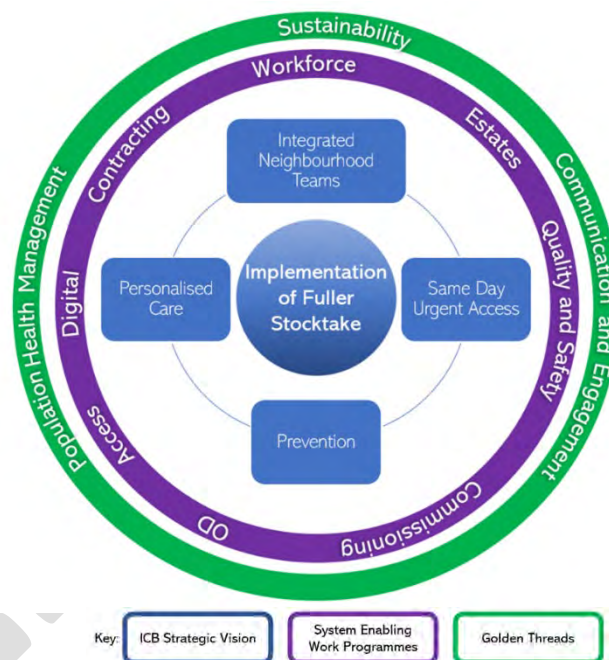 Sustainability
Workforce
Contracting
Estates
Integrated
Neighbourhood
Teams
Communication and Engagement
Population Health Management
Quality and Safety
Digital
Personalised
Care
Implementation
of Fuller
Stocktake
Same Day
Urgent Access
Prevention
Access
OD
Commissioning
Key:
ICB Strategic Vision
System Enabling
Work Programmes
Golden Threads